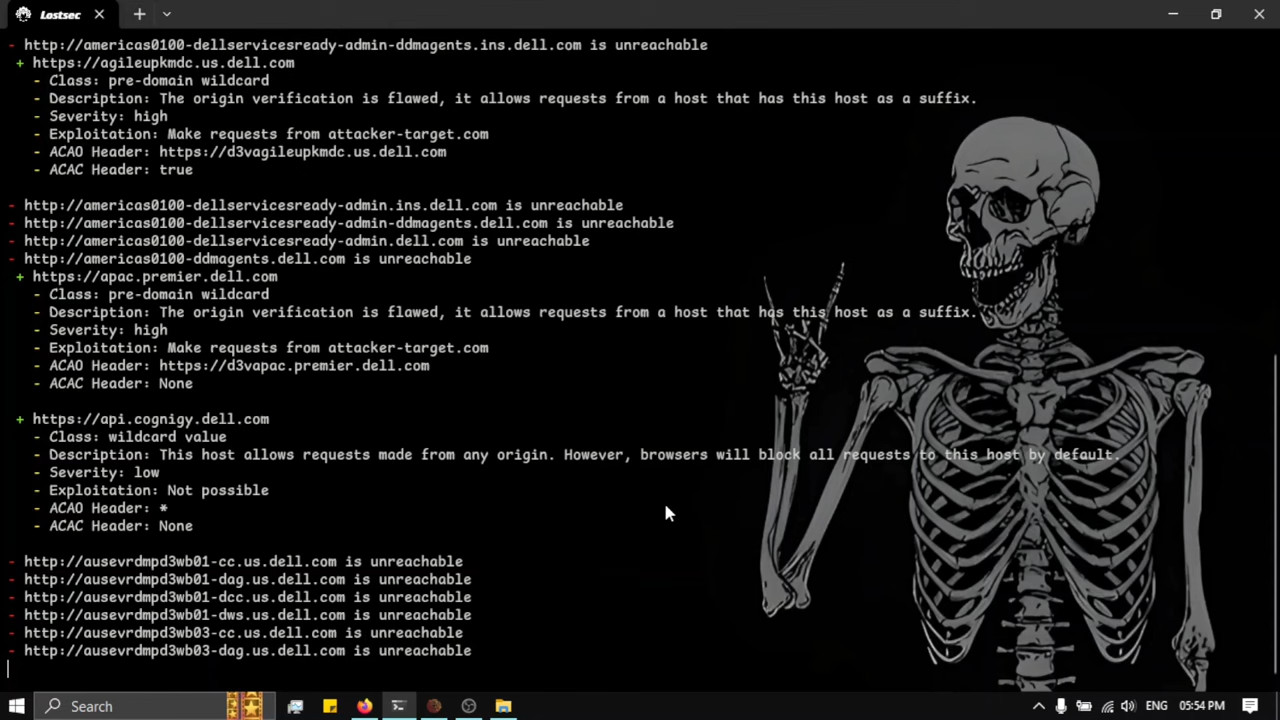 Lostsec
- http://americas0100-dellservicesready-admin-ddmagents.ins.dell.com is unreachable
+ https://agileupkmdc.us.dell.com
- Class: pre-domain wildcard
- Description: The origin verification is flawed, it allows requests from a host that has this host as a suffix.
- Severity: high
- Exploitation: Make requests from attacker-target.com
- ACAO Header: https://d3vagileupkmdc.us.dell.com
- ACAC Header: true
- http://americas0100-dellservicesready-admin.ins.dell.com is unreachable
- http://americas0100-dellservicesready-admin-ddmagents.dell.com is unreachable
- http://americas0100-dellservicesready-admin.dell.com is unreachable
- http://americas0100-ddmagents.dell.com is unreachable
+ https://apac.premier.dell.com
- Class: pre-domain wildcard
- Description: The origin verification is flawed, it allows requests from a host that has this host as a suffix.
- Severity: high
- Exploitation: Make requests from attacker-target.com
- ACAO Header: https://d3vapac.premier.dell.com
- ACAC Header: None
+ https://api.cognigy.dell.com
- Class: wildcard value
- Description: This host allows requests made from any origin. However, browsers will block all requests to this host by default.
- Severity: low
- Exploitation: Not possible
- ACAO Header: *
- ACAC Header: None
- http://ausevrdmpd3wb01-cc.us.dell.com is unreachable
- http://ausevrdmpd3wb01-dag.us.dell.com is unreachable
- http://ausevrdmpd3wb01-dcc.us.dell.com is unreachable
- http://ausevrdmpd3wb01-dws.us.dell.com is unreachable
- http://ausevrdmpd3wb03-cc.us.dell.com is unreachable
- http://ausevrdmpd3wb03-dag.us.dell.com is unreachable
Search
ENG
05:54 PM